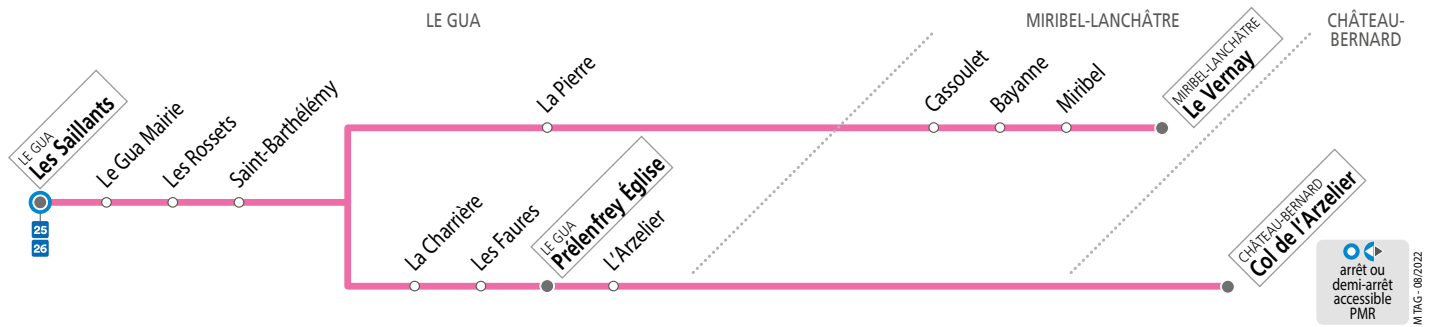 LE GUA
MIRIBEL-LANCHÂTRE
CHÂTEAU-
BERNARD
LE GUA
Les Saillants
25
26
Le Gua Mairie
Les Rossets
Saint-Barthélémy
La Pierre
Cassoulet
Bayanne
Miribel
MIRIBEL-LANCHÂTRE
Le Vernay
La Charrière
Les Faures
LE GUA
Prélenfrey Église
L'Arzelier
CHÂTEAU-BERNARD
Col de l'Arzelier
arrêt ou
demi-arrêt
accessible
PMR
M TAG - 08/2022